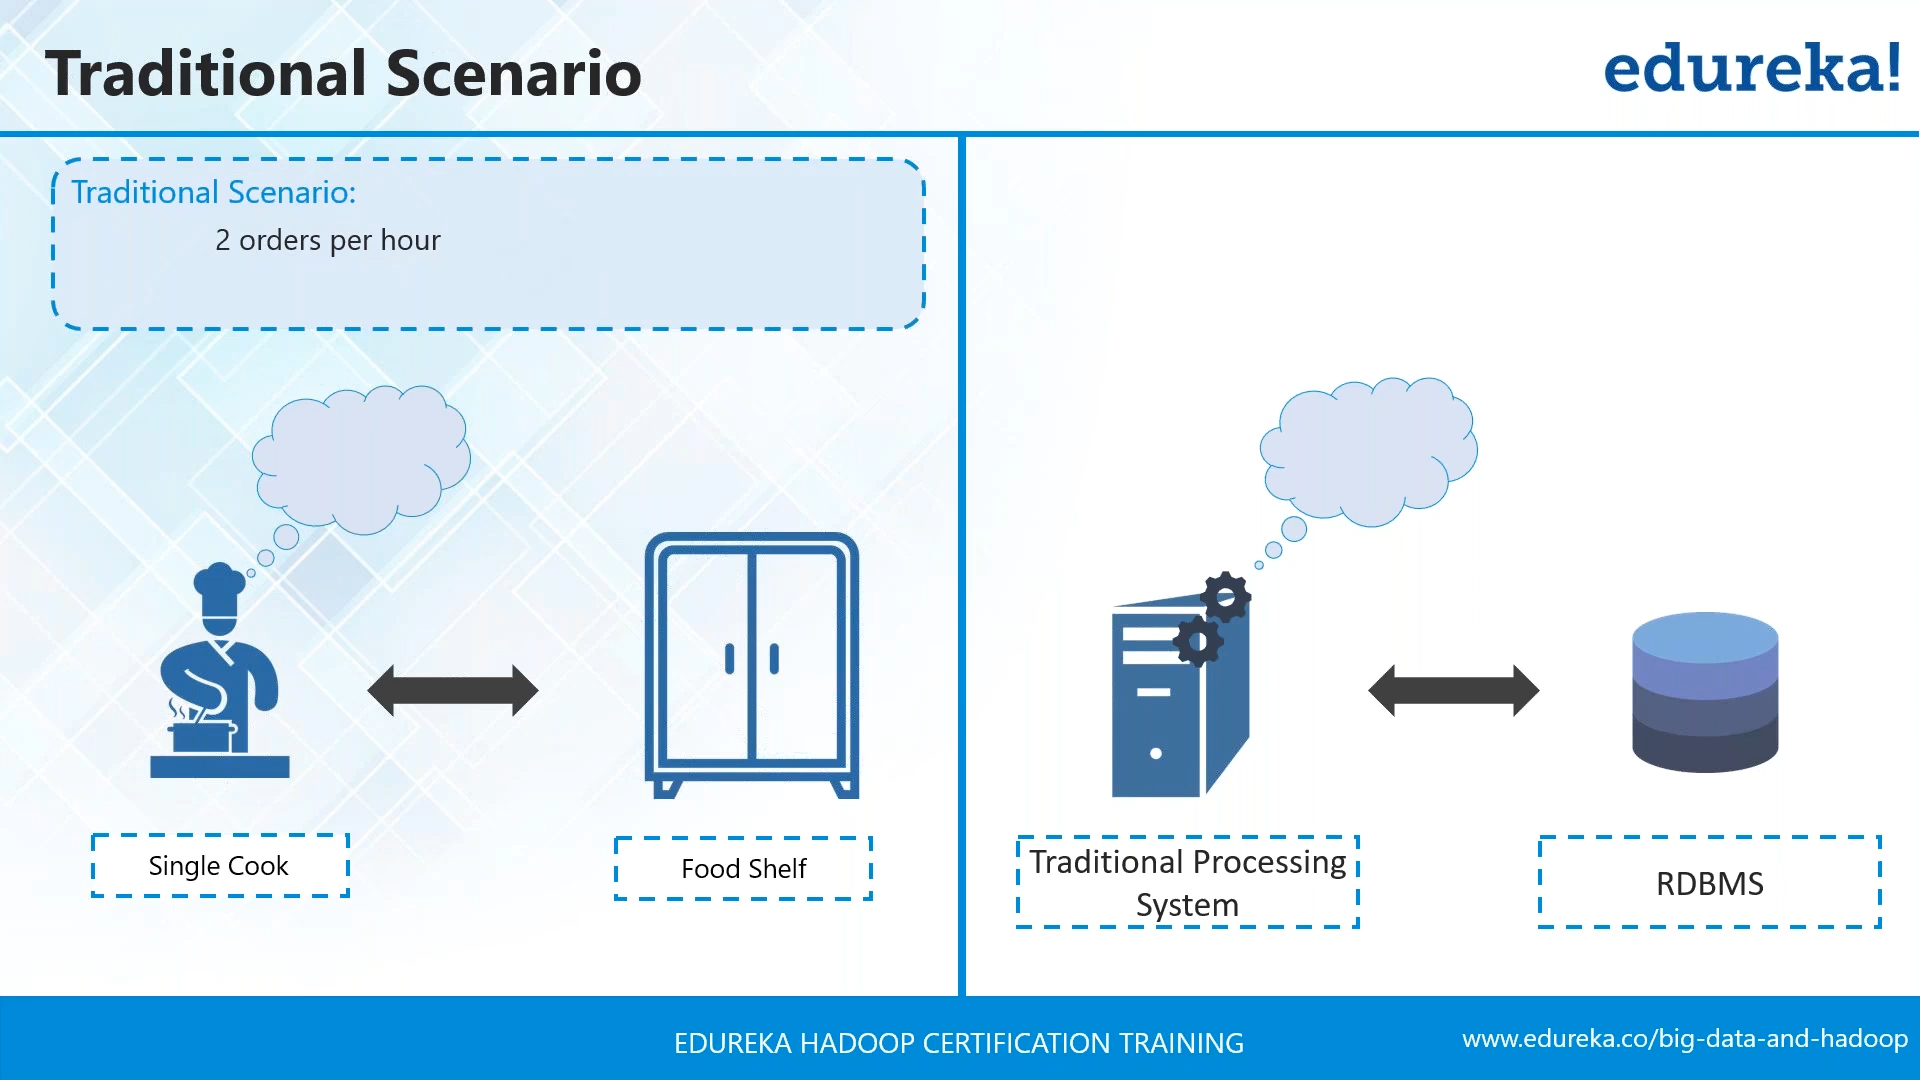 Traditional Scenario
edureka!
Traditional Scenario:
2 orders per hour
Single Cook
Food Shelf
Traditional Processing
System
RDBMS
EDUREKA HADOOP CERTIFICATION TRAINING
www.edureka.co/big-data-and-hadoop